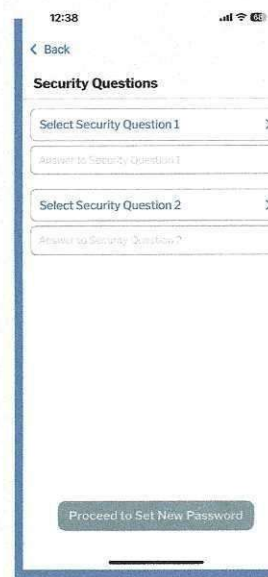 12:38 68
< Back
Security Questions
Select Security Question 1 >
Answer to Security Question 1
Select Security Question 2 >
Answer to Security Question 2
Proceed to Set New Password